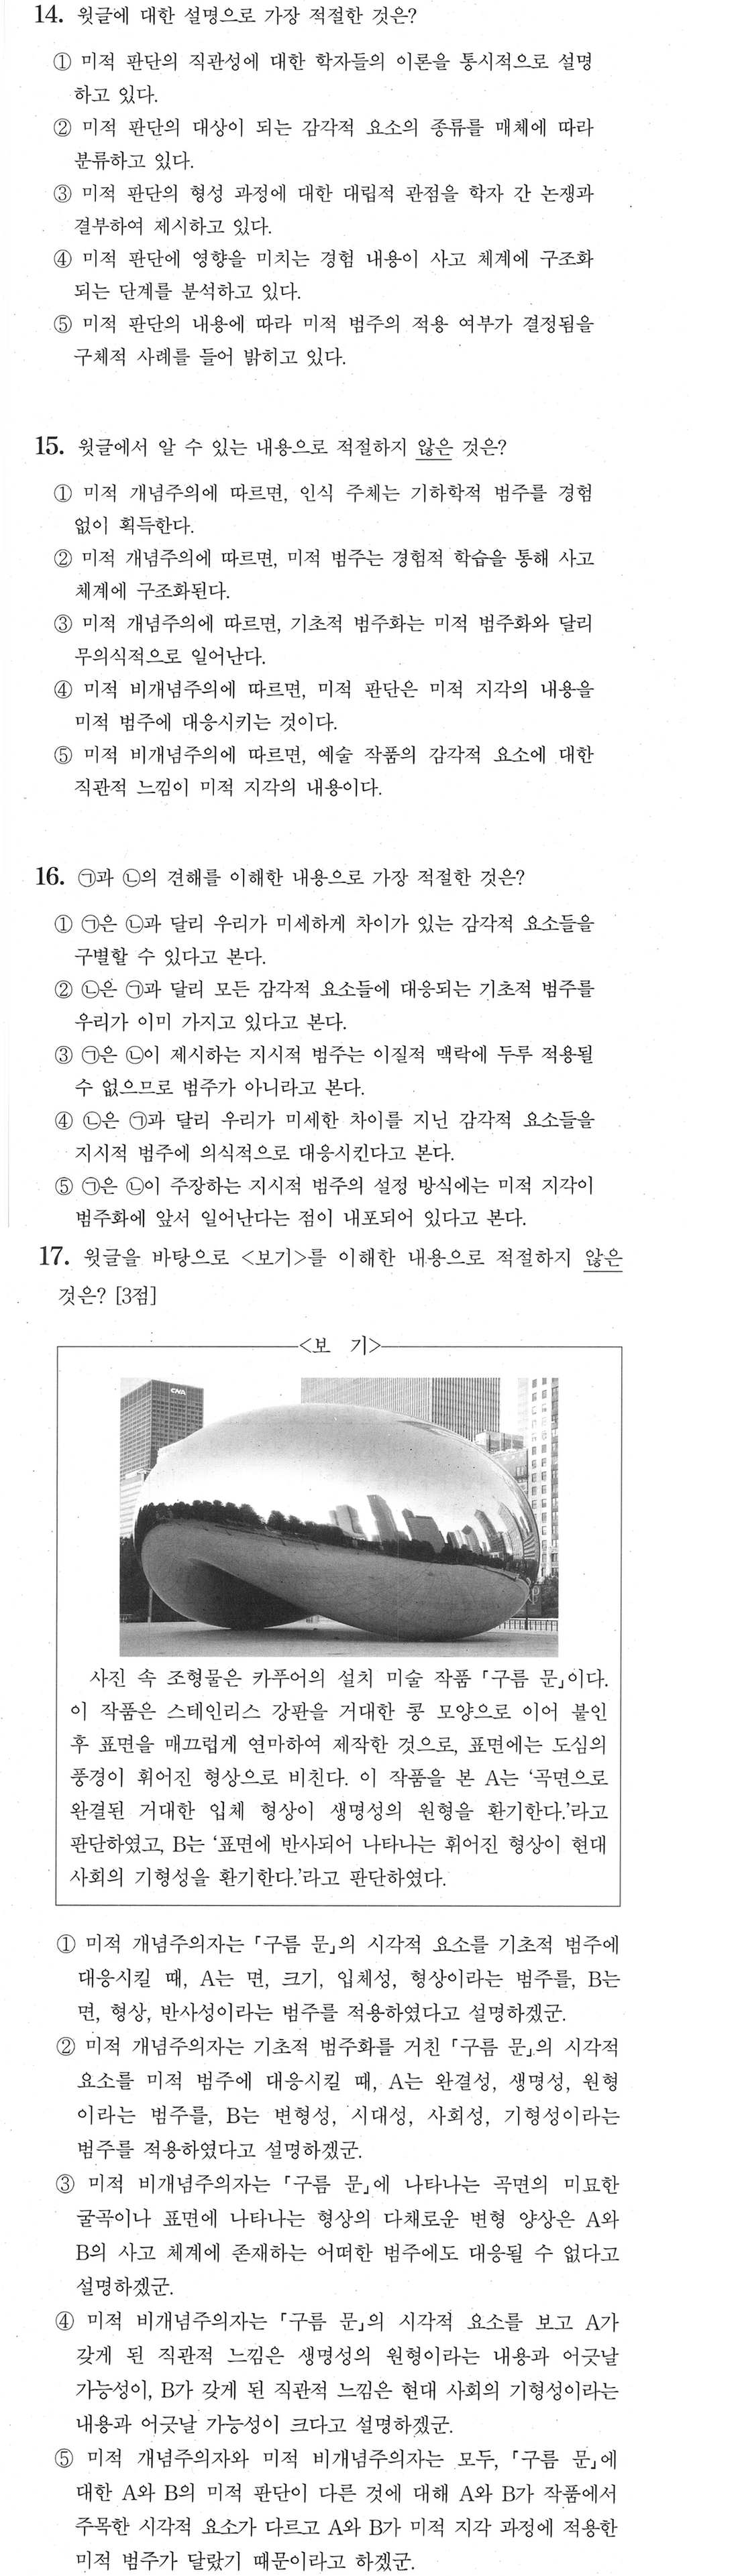 14. 윗글에 대한 설명으로 가장 적절한 것은?
① 미적 판단의 직관성에 대한 학자들의 이론을 통시적으로 설명
하고 있다.
② 미적 판단의 대상이 되는 감각적 요소의 종류를 매체에 따라
분류하고 있다.
③ 미적 판단의 형성 과정에 대한 대립적 관점을 학자 간 논쟁과
결부하여 제시하고 있다.
④ 미적 판단에 영향을 미치는 경험 내용이 사고 체계에 구조화
되는 단계를 분석하고 있다.
⑤ 미적 판단의 내용에 따라 미적 범주의 적용 여부가 결정됨을
구체적 사례를 들어 밝히고 있다.
15. 윗글에서 알 수 있는 내용으로 적절하지 않은 것은?
① 미적 개념주의에 따르면, 인식 주체는 기하학적 범주를 경험
없이 획득한다.
② 미적 개념주의에 따르면, 미적 범주는 경험적 학습을 통해 사고
체계에 구조화된다.
③ 미적 개념주의에 따르면, 기초적 범주화는 미적 범주화와 달리
무의식적으로 일어난다.
④ 미적 비개념주의에 따르면, 미적 판단은 미적 지각의 내용을
미적 범주에 대응시키는 것이다.
⑤ 미적 비개념주의에 따르면, 예술 작품의 감각적 요소에 대한
직관적 느낌이 미적 지각의 내용이다.
16. ㉠과 ㉡의 견해를 이해한 내용으로 가장 적절한 것은?
① ㉠은 ㉡과 달리 우리가 미세하게 차이가 있는 감각적 요소들을
구별할 수 있다고 본다.
② ㉡은 ㉠과 달리 모든 감각적 요소들에 대응되는 기초적 범주를
우리가 이미 가지고 있다고 본다.
③ ㉠은 ㉡이 제시하는 지시적 범주는 이질적 맥락에 두루 적용될
수 없으므로 범주가 아니라고 본다.
④ ㉡은 ㉠과 달리 우리가 미세한 차이를 지닌 감각적 요소들을
지시적 범주에 의식적으로 대응시킨다고 본다.
⑤ ㉠은 ㉡이 주장하는 지시적 범주의 설정 방식에는 미적 지각이
범주화에 앞서 일어난다는 점이 내포되어 있다고 본다.
17. 윗글을 바탕으로 <보기>를 이해한 내용으로 적절하지 않은
것은? [3점]
<보 기>
CNA
사진 속 조형물은 카푸어의 설치 미술 작품 「구름 문」이다.
이 작품은 스테인리스 강판을 거대한 콩 모양으로 이어 붙인
후 표면을 매끄럽게 연마하여 제작한 것으로, 표면에는 도심의
풍경이 휘어진 형상으로 비친다. 이 작품을 본 A는 ‘곡면으로
완결된 거대한 입체 형상이 생명성의 원형을 환기한다.’라고
판단하였고, B는 ‘표면에 반사되어 나타나는 휘어진 형상이 현대
사회의 기형성을 환기한다.’라고 판단하였다.
① 미적 개념주의자는 「구름 문」의 시각적 요소를 기초적 범주에
대응시킬 때, A는 면, 크기, 입체성, 형상이라는 범주를, B는
면, 형상, 반사성이라는 범주를 적용하였다고 설명하겠군.
② 미적 개념주의자는 기초적 범주화를 거친 「구름 문」의 시각적
요소를 미적 범주에 대응시킬 때, A는 완결성, 생명성, 원형
이라는 범주를, B는 변형성, 시대성, 사회성, 기형성이라는
범주를 적용하였다고 설명하겠군.
③ 미적 비개념주의자는 「구름 문」에 나타나는 곡면의 미묘한
굴곡이나 표면에 나타나는 형상의 다채로운 변형 양상은 A와
B의 사고 체계에 존재하는 어떠한 범주에도 대응될 수 없다고
설명하겠군.
④ 미적 비개념주의자는 「구름 문」의 시각적 요소를 보고 A가
갖게 된 직관적 느낌은 생명성의 원형이라는 내용과 어긋날
가능성이, B가 갖게 된 직관적 느낌은 현대 사회의 기형성이라는
내용과 어긋날 가능성이 크다고 설명하겠군.
⑤ 미적 개념주의자와 미적 비개념주의자는 모두, 「구름 문」에
대한 A와 B의 미적 판단이 다른 것에 대해 A와 B가 작품에서
주목한 시각적 요소가 다르고 A와 B가 미적 지각 과정에 적용한
미적 범주가 달랐기 때문이라고 하겠군.